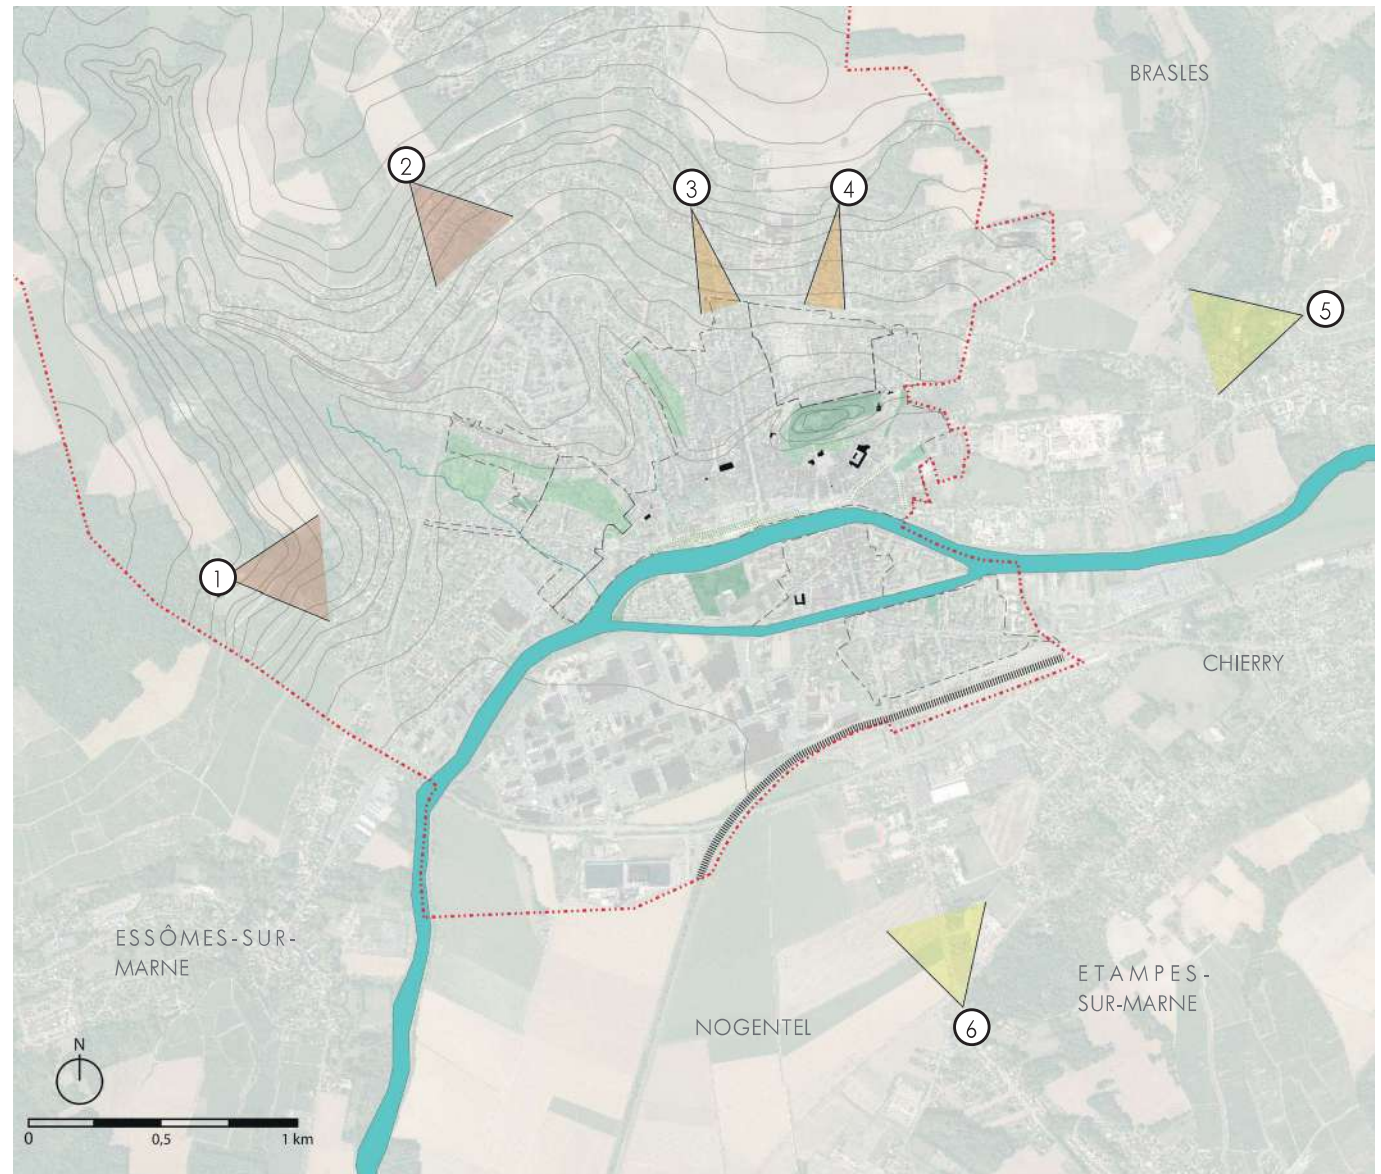 BRASLES
2
3
4
5
1
CHIERRY
ESSÔMES-SUR-
MARNE
ETAMPES-
SUR-MARNE
NOGENTEL
6
N
0 0,5 1 km